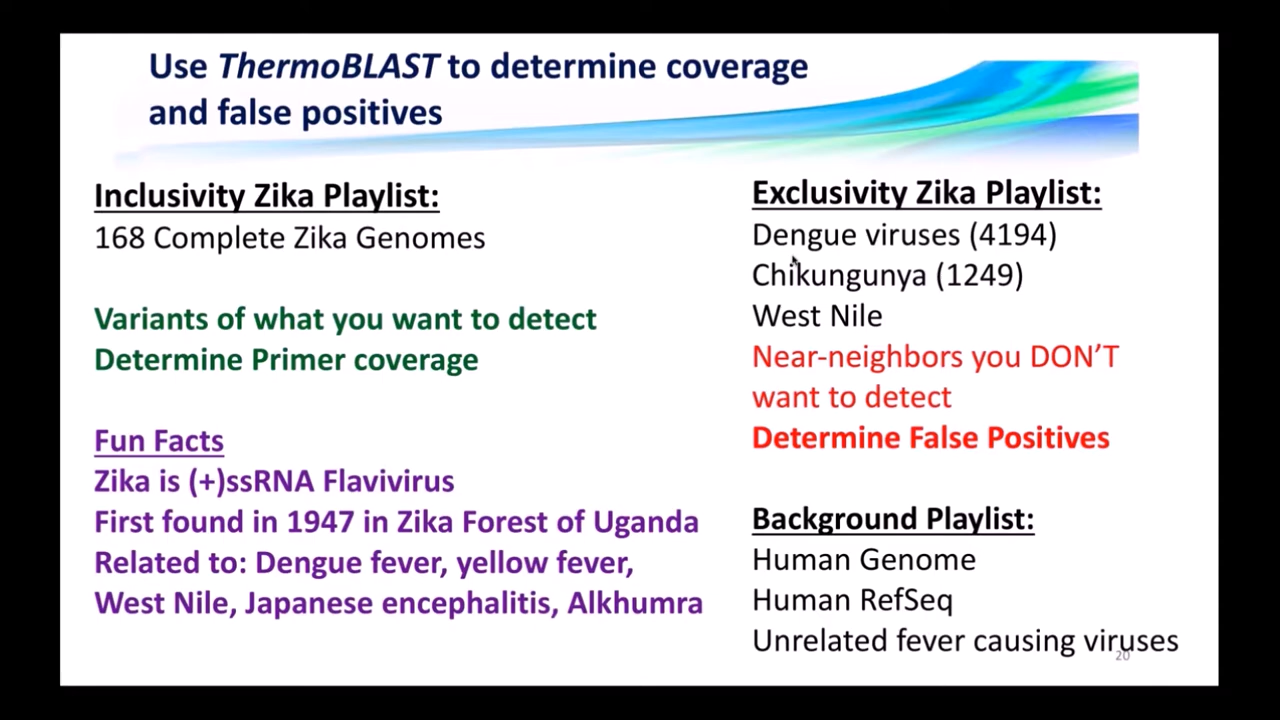 Use ThermoBLAST to determine coverage
and false positives
Inclusivity Zika Playlist:
168 Complete Zika Genomes
Variants of what you want to detect
Determine Primer coverage
Fun Facts
Zika is (+)ssRNA Flavivirus
First found in 1947 in Zika Forest of Uganda
Related to: Dengue fever, yellow fever,
West Nile, Japanese encephalitis, Alkhumra
Exclusivity Zika Playlist:
Dengue viruses (4194)
Chikungunya (1249)
West Nile
Near-neighbors you DON’T
want to detect
Determine False Positives
Background Playlist:
Human Genome
Human RefSeq
Unrelated fever causing viruses
20